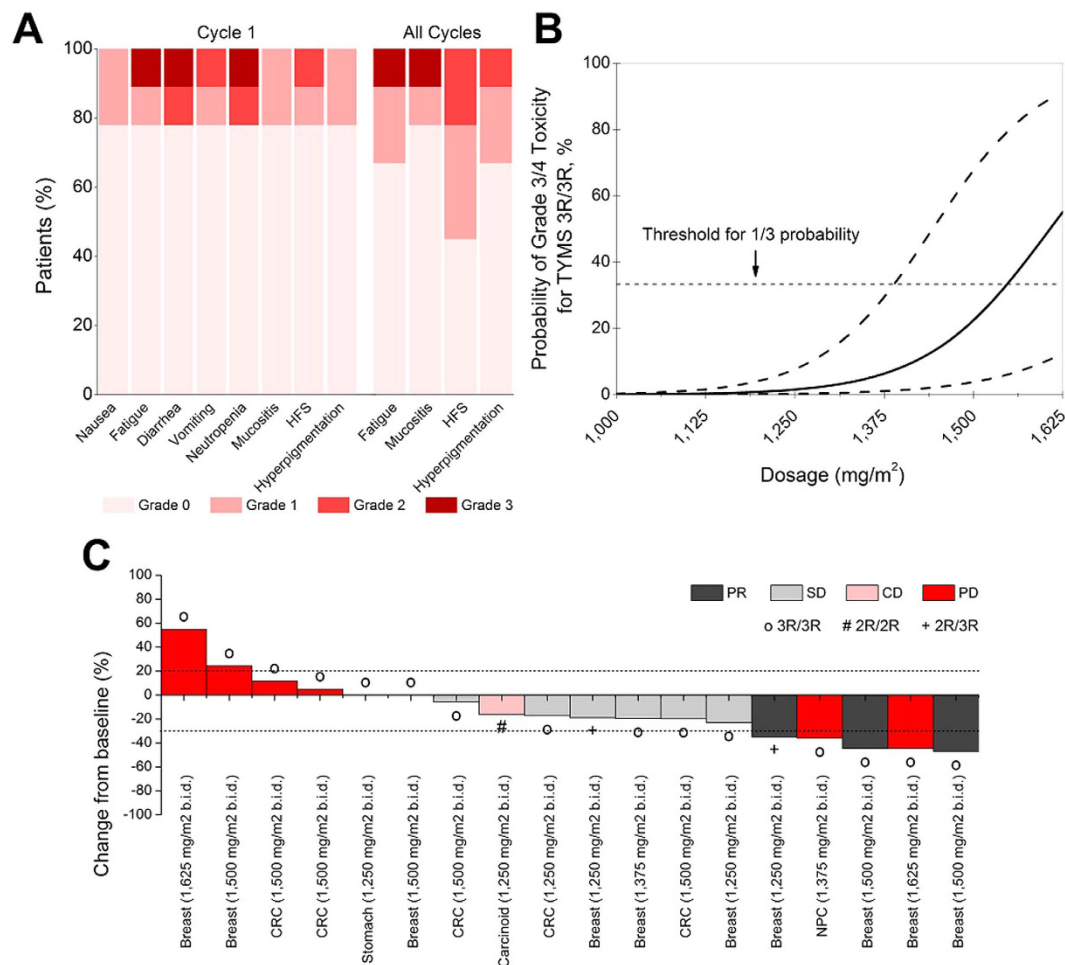 A
Cycle 1
All Cycles
Patients (%)
100
80
60
40
20
0
Nausea
Fatigue
Diarrhea
Vomiting
Neutropenia
Mucositis
HFS
Hyperpigmentation
Fatigue
Mucositis
HFS
Hyperpigmentation
Grade 0
Grade 1
Grade 2
Grade 3
B
Probability of Grade 3/4 Toxicity
for TYMS 3R/3R, %
100
80
60
40
20
0
Threshold for 1/3 probability
1,000
1,125
1,250
1,375
1,500
1,625
Dosage (mg/m²)
C
Change from baseline (%)
100
80
60
40
20
0
-20
-40
-60
-80
-100
PR
SD
CD
PD
o 3R/3R
# 2R/2R
+ 2R/3R
o
o
o
o
o
o
o
#
o
+
o
o
o
+
o
o
o
o
Breast (1,625 mg/m2 b.i.d.)
Breast (1,500 mg/m2 b.i.d.)
CRC (1,500 mg/m2 b.i.d.)
CRC (1,500 mg/m2 b.i.d.)
Stomach (1,250 mg/m2 b.i.d.)
Breast (1,500 mg/m2 b.i.d.)
CRC (1,500 mg/m2 b.i.d.)
Carcinoid (1,250 mg/m2 b.i.d.)
CRC (1,250 mg/m2 b.i.d.)
Breast (1,250 mg/m2 b.i.d.)
Breast (1,375 mg/m2 b.i.d.)
CRC (1,500 mg/m2 b.i.d.)
Breast (1,250 mg/m2 b.i.d.)
Breast (1,250 mg/m2 b.i.d.)
NPC (1,375 mg/m2 b.i.d.)
Breast (1,500 mg/m2 b.i.d.)
Breast (1,625 mg/m2 b.i.d.)
Breast (1,500 mg/m2 b.i.d.)